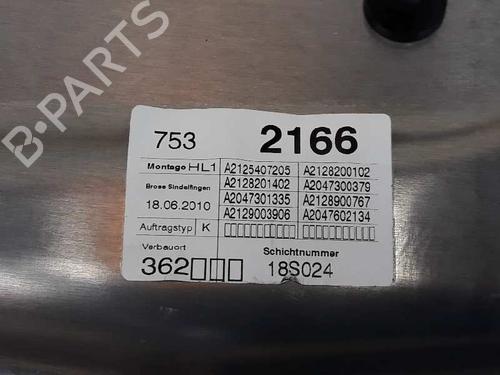 B-PARTS
753 2166
Montage HL1 A2125407205 A2128200102
Brose Sindelfingen A2128201402 A2047300379
18.06.2010 A2047301335 A2128900767
A2129003906 A2047602134
Auftragstyp K
Verbauort Schichtnummer
362 18S024